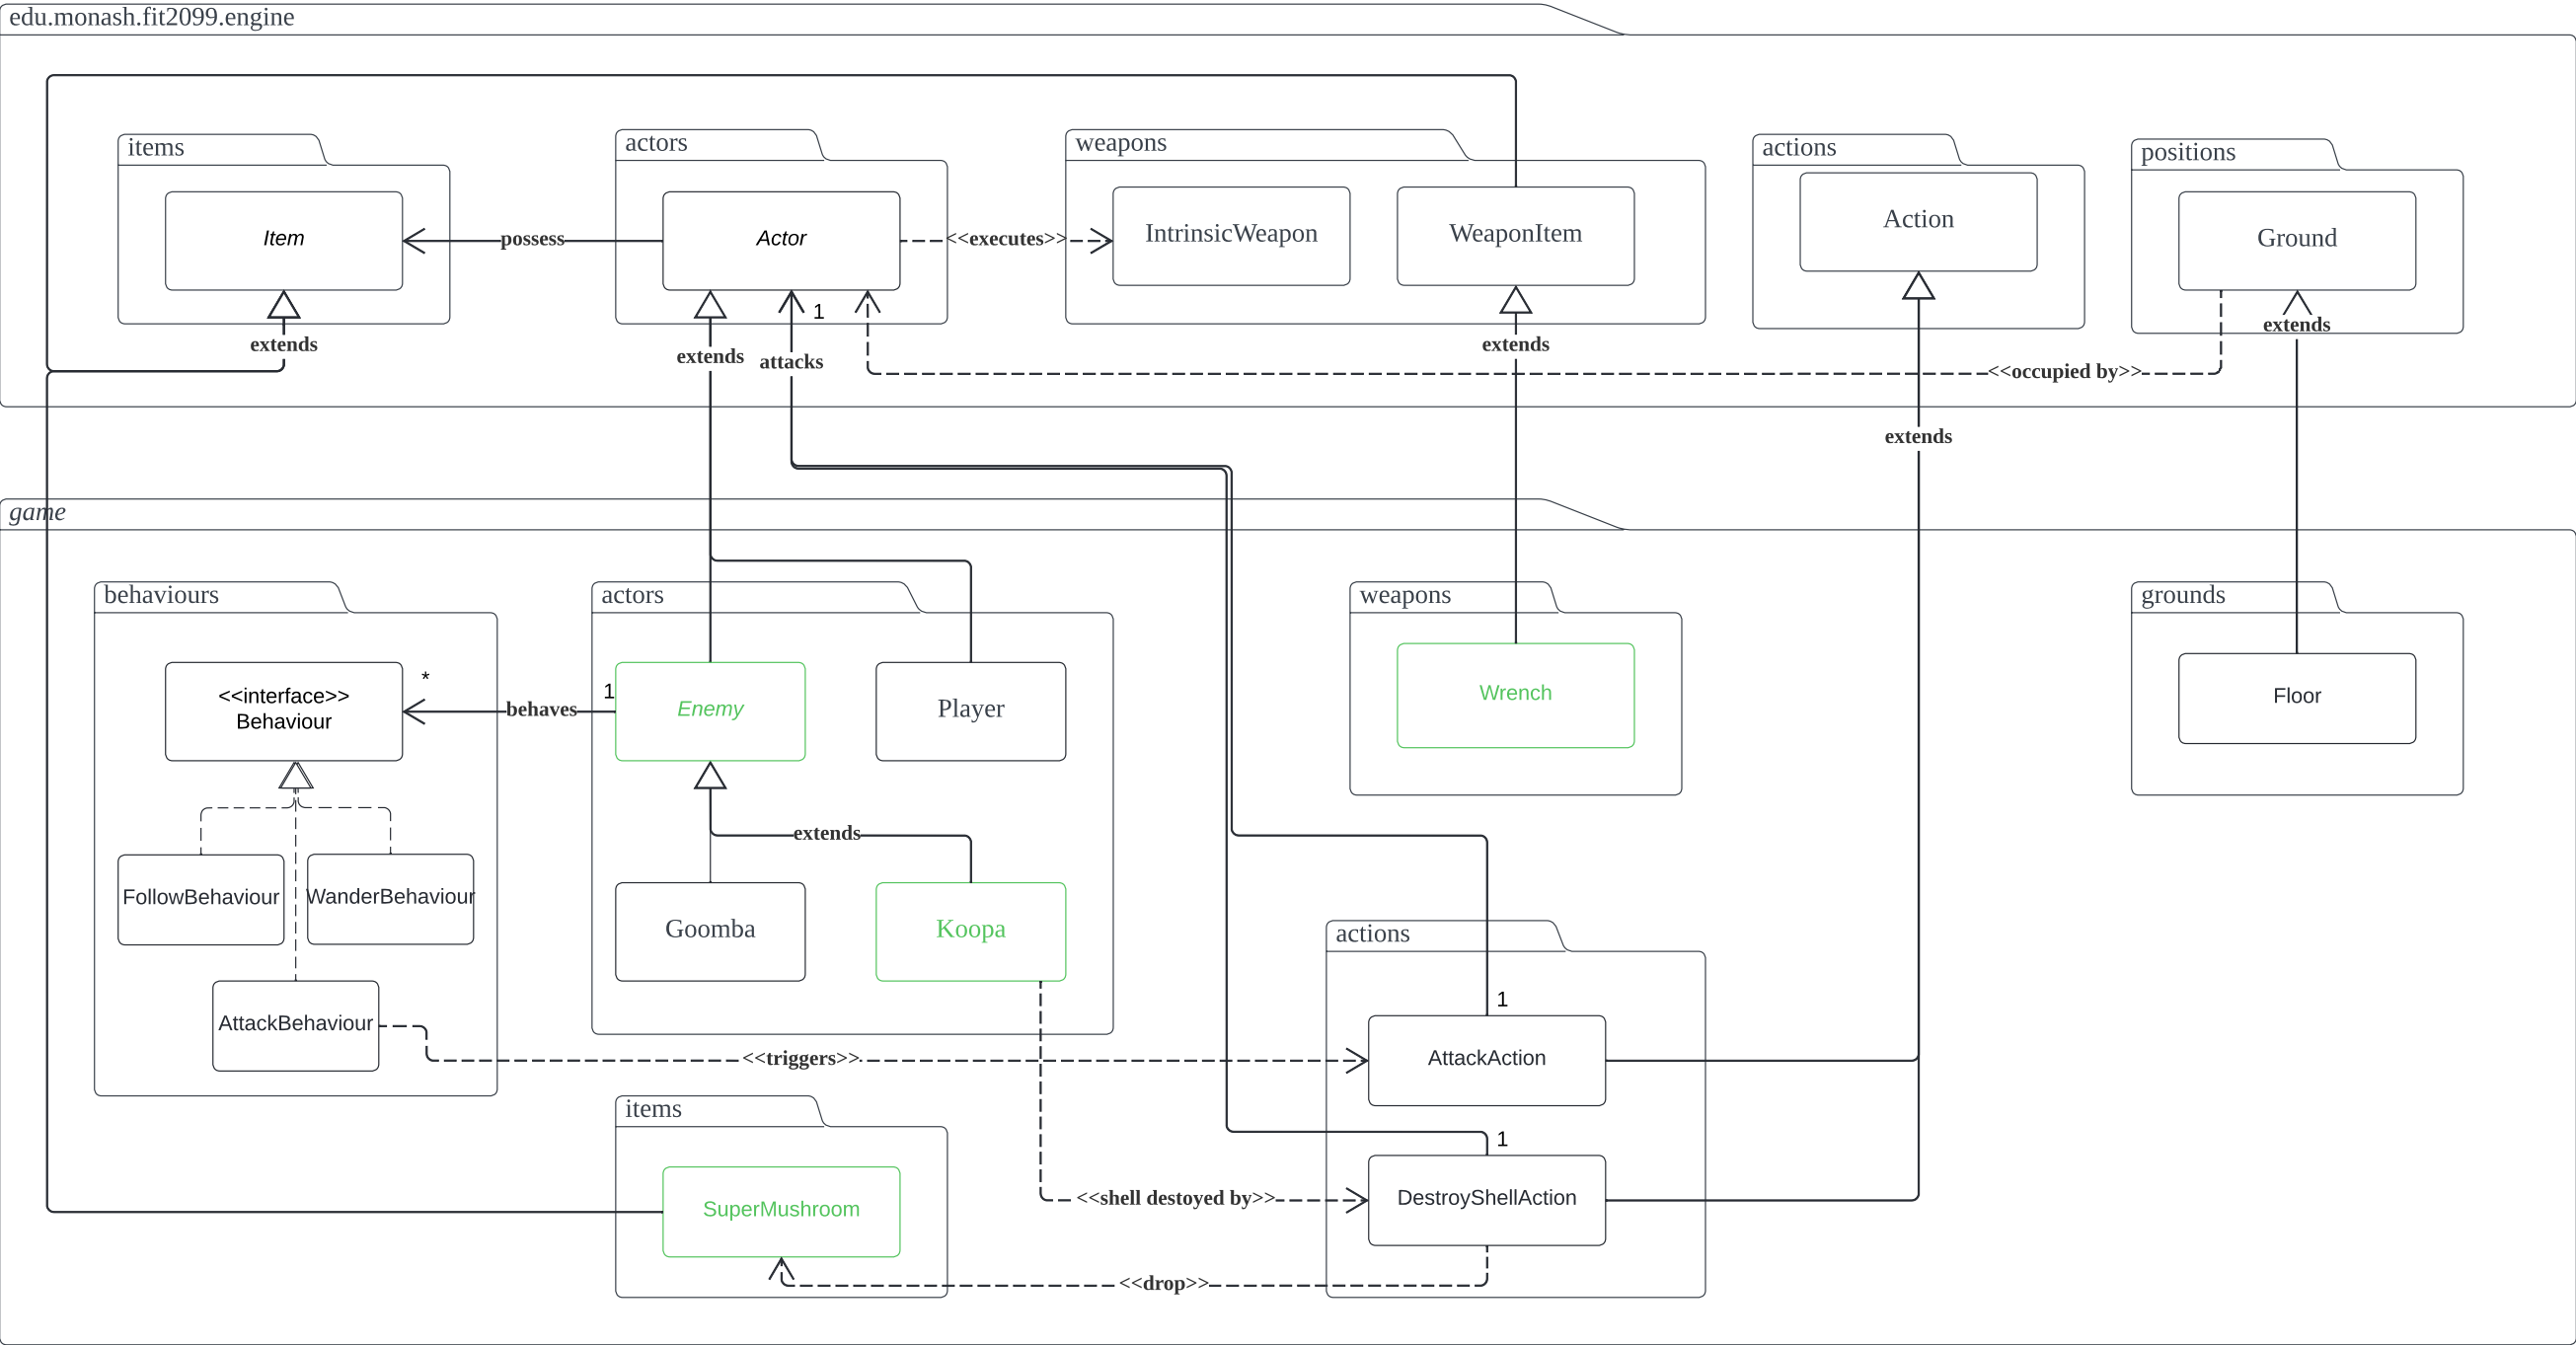 edu.monash.fit2099.engine
items
actors
weapons
actions
positions
Item
possess
Actor
<<executes>>
IntrinsicWeapon
WeaponItem
Action
Ground
1
extends
extends
attacks
extends
extends
<<occupied by>>
extends
game
behaviours
actors
weapons
grounds
<<interface>>
Behaviour
*
behaves
1
Enemy
Player
Wrench
Floor
extends
FollowBehaviour
WanderBehaviour
Goomba
Koopa
actions
AttackBehaviour
<<triggers>>
1
AttackAction
items
1
SuperMushroom
<<shell destoyed by>>
DestroyShellAction
<<drop>>